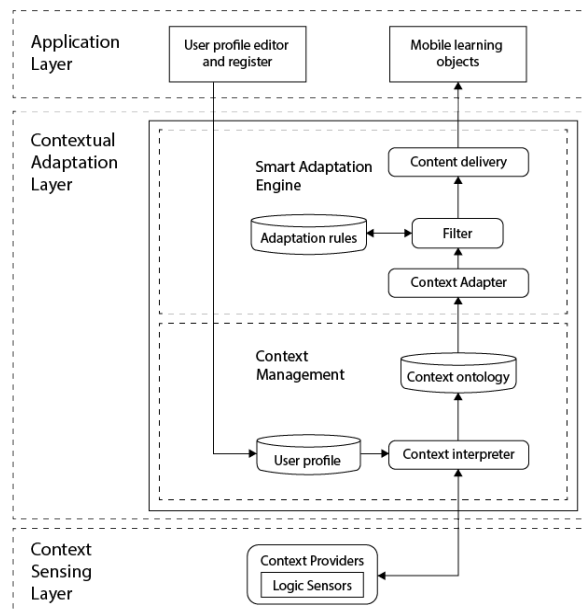 Application
Layer
User profile editor
and register
Mobile learning
objects
Contextual
Adaptation
Layer
Smart Adaptation
Engine
Content delivery
Adaptation rules
Filter
Context Adapter
Context
Management
Context ontology
User profile
Context interpreter
Context
Sensing
Layer
Context Providers
Logic Sensors